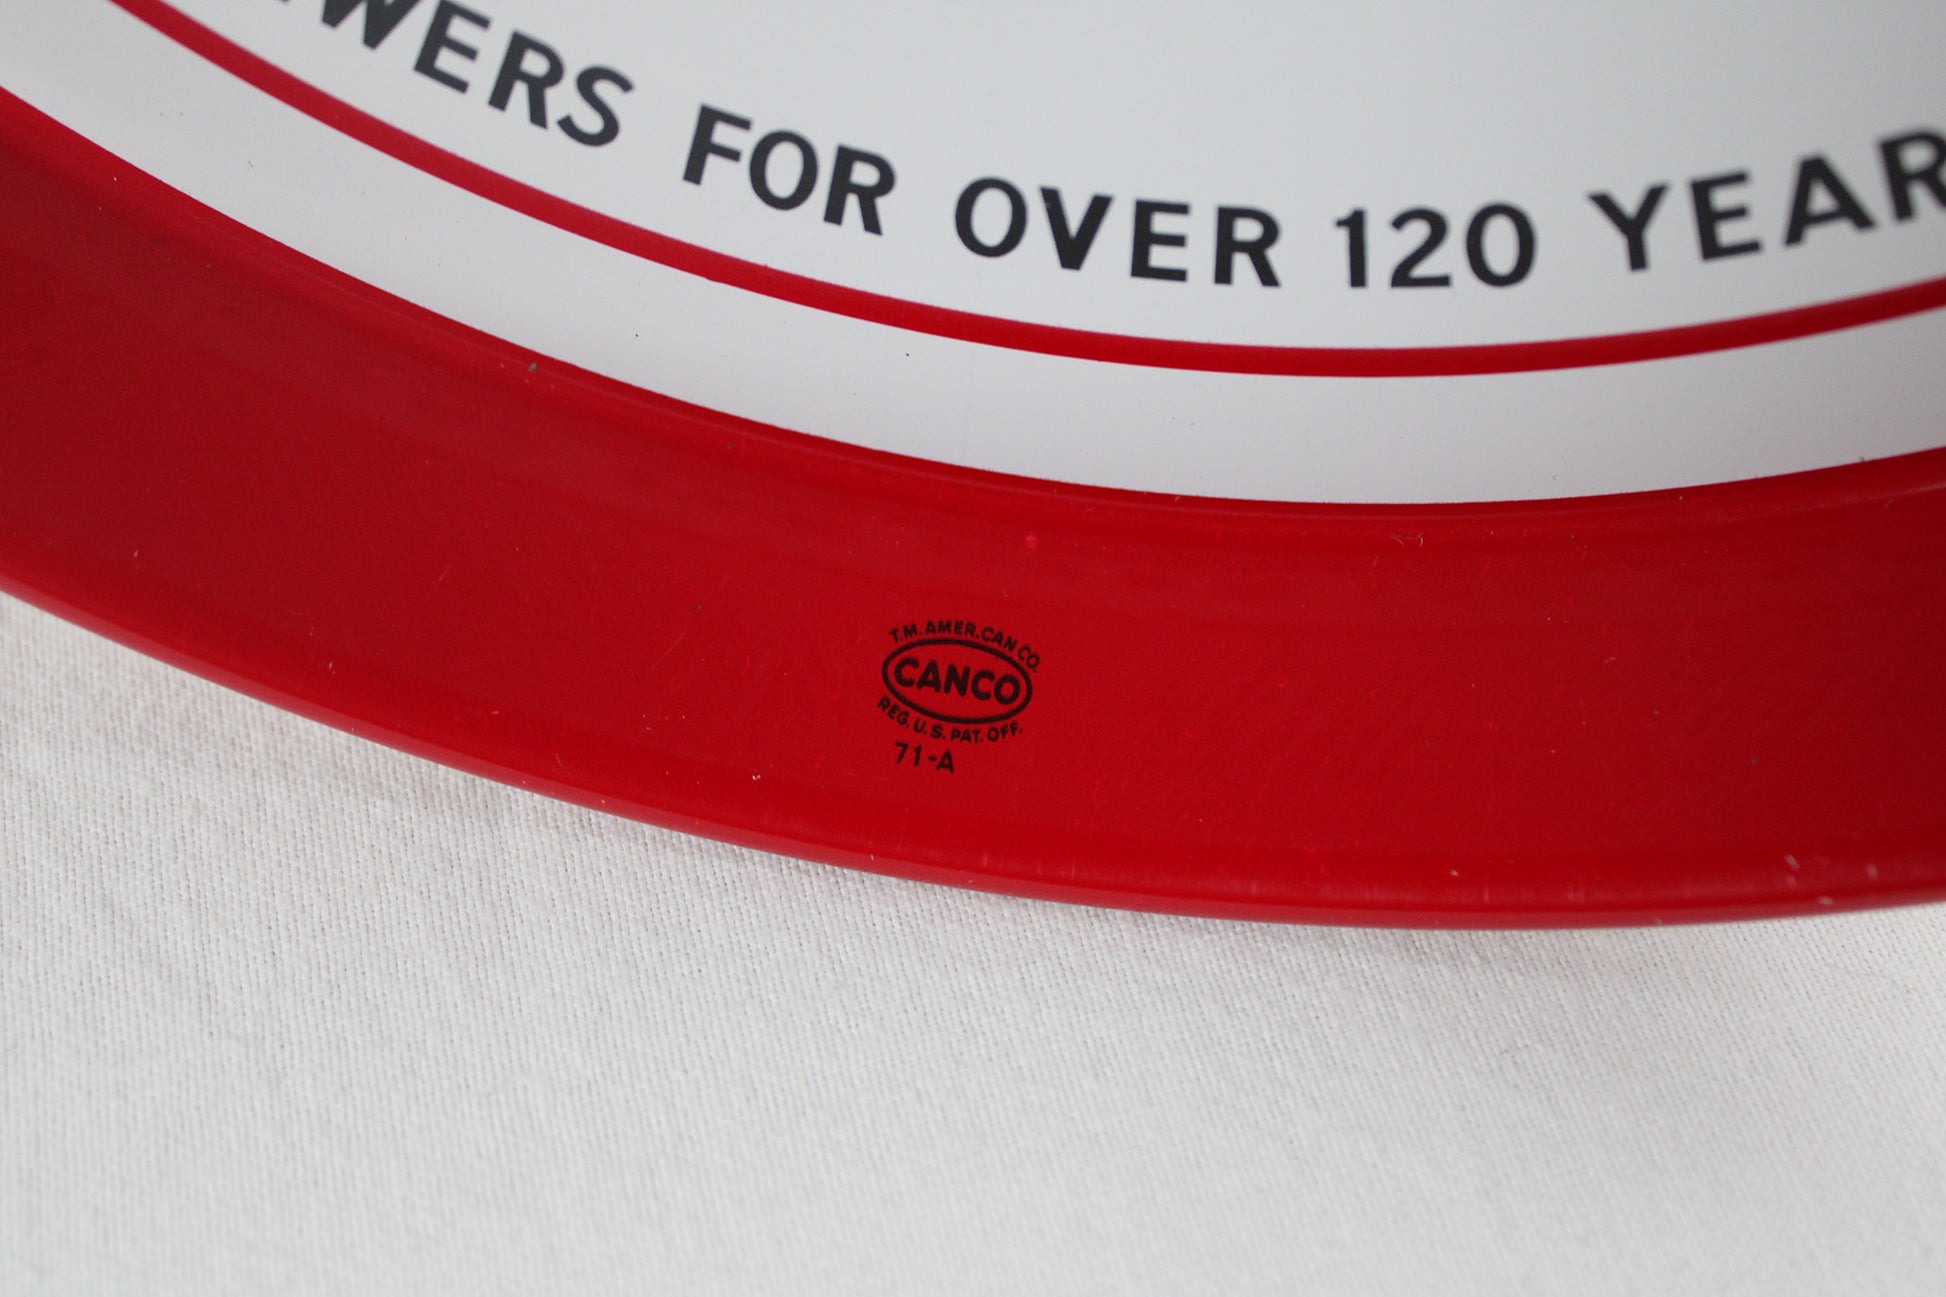 WERS FOR OVER 120 YEAR
T.M. AMER. CAN CO.
CANCO
REG. U.S. PAT. OFF.
71-A